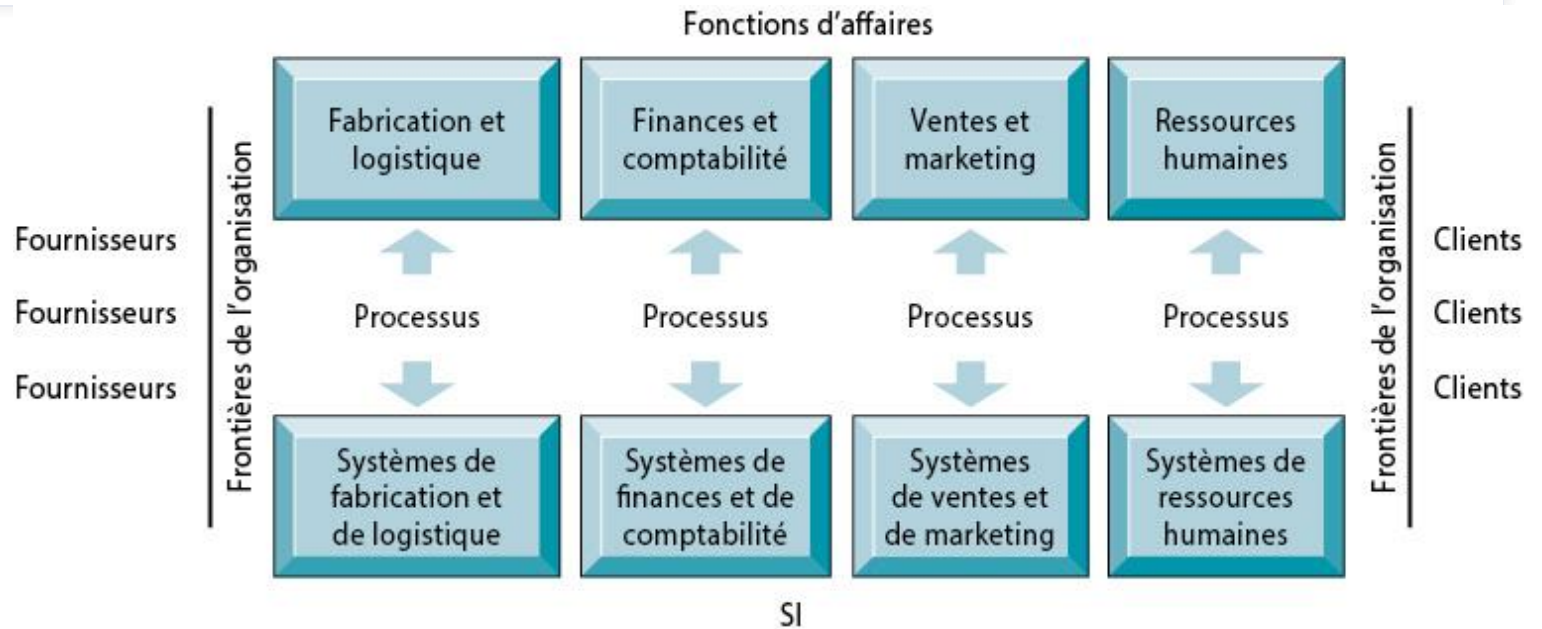 Fonctions d'affaires
Fabrication et
logistique
Finances et
comptabilité
Ventes et
marketing
Ressources
humaines
Fournisseurs
Fournisseurs
Fournisseurs
Frontières de l'organisation
Processus
Processus
Processus
Processus
Frontières de l'organisation
Clients
Clients
Clients
Systèmes de
fabrication et
de logistique
Systèmes de
finances et de
comptabilité
Systèmes
de ventes et
de marketing
Systèmes de
ressources
humaines
SI